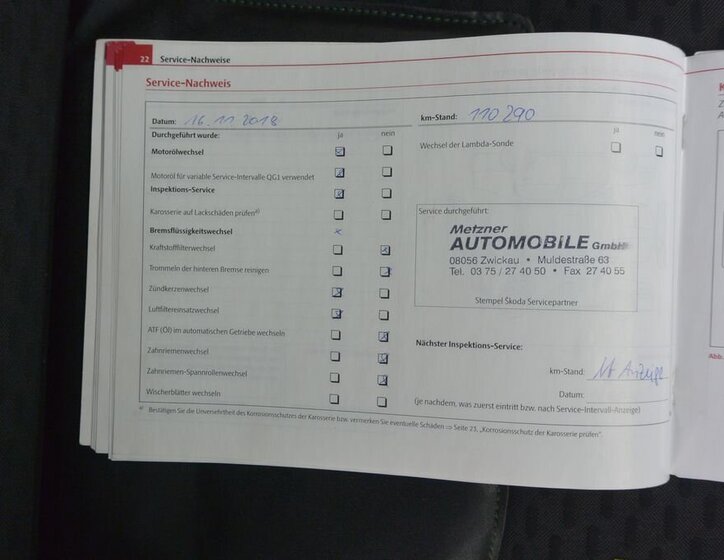 22 Service-Nachweise
Service-Nachweis
Datum: 16.11 2018
km-Stand: 110 290
Durchgeführt wurde: ja nein
ja nein
Motorölwechsel
Wechsel der Lambda-Sonde
Motoröl für variable Service-Intervalle QG1 verwendet
Inspektions-Service
Karosserie auf Lackschäden prüfen a)
Bremsflüssigkeitswechsel x
Kraftstofffilterwechsel
Trommeln der hinteren Bremse reinigen
Zündkerzenwechsel
Luftfiltereinsatzwechsel
ATF (Öl) im automatischen Getriebe wechseln
Zahnriemenwechsel
Zahnriemen-Spannrollenwechsel
Wischerblätter wechseln
Service durchgeführt:
Metzner
AUTOMOBILE GmbH
08056 Zwickau • Muldestraße 63
Tel. 03 75 / 27 40 50 • Fax 27 40 55
Stempel Škoda Servicepartner
Nächster Inspektions-Service:
km-Stand: lt Anzeige
Datum:
(je nachdem, was zuerst eintritt bzw. nach Service-Intervall-Anzeige)
a) Bestätigen Sie die Unversehrtheit des Korrosionsschutzes der Karosserie bzw. vermerken Sie eventuelle Schäden ⇒ Seite 23, „Korrosionsschutz der Karosserie prüfen".
Abb.